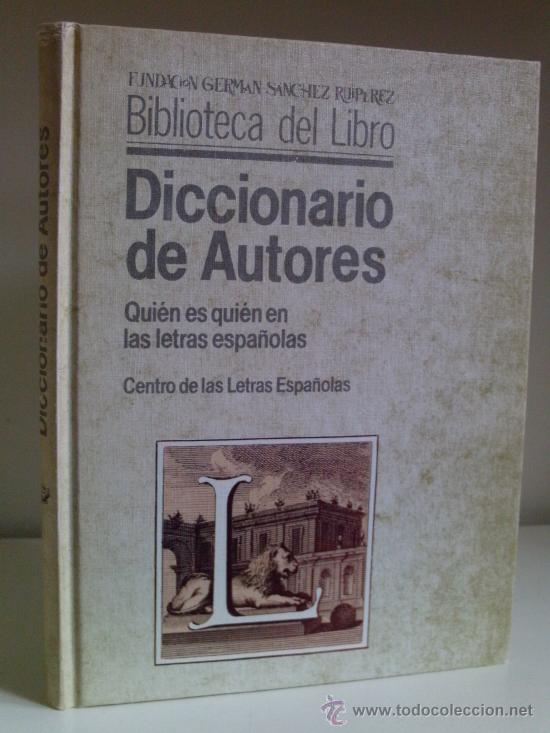 FUNDACION GERMAN SANCHEZ RUIPEREZ
Biblioteca del Libro
Diccionario
de Autores
Quién es quién en
las letras españolas
Centro de las Letras Españolas
L
Diccionario de Autores
todocoleccion
www.todocoleccion.net